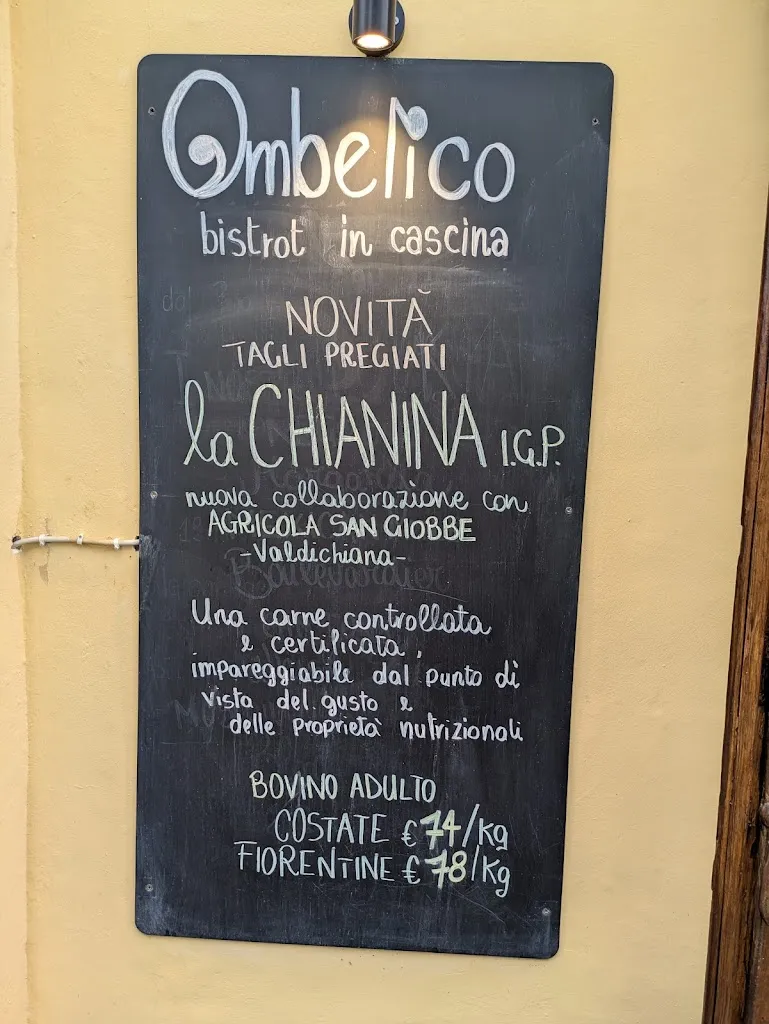 Ombelico
bistrot in cascina
NOVITÀ
TAGLI PREGIATI
la CHIANINA I.G.P.
nuova collaborazione con
AGRICOLA SAN GIOBBE
-Valdichiana-
Una carne controllata
e certificata,
impareggiabile dal punto di
vista del gusto e
delle proprietà nutrizionali
BOVINO ADULTO
COSTATE € 74/kg
FIORENTINE € 78/kg